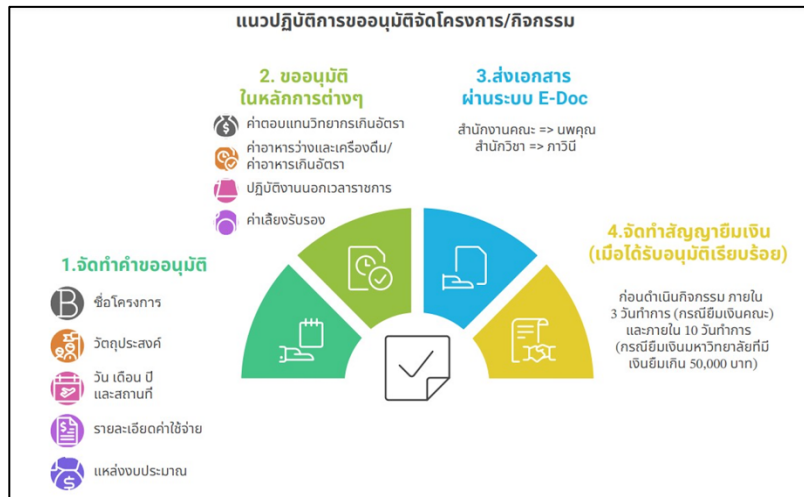 แนวปฏิบัติการขออนุมัติจัดโครงการ/กิจกรรม
1.จัดทำคำขออนุมัติ
ชื่อโครงการ
วัตถุประสงค์
วัน เดือน ปี
และสถานที่
รายละเอียดค่าใช้จ่าย
แหล่งงบประมาณ
2. ขออนุมัติ
ในหลักการต่างๆ
ค่าตอบแทนวิทยากรเกินอัตรา
ค่าอาหารว่างและเครื่องดื่ม/
ค่าอาหารเกินอัตรา
ปฏิบัติงานนอกเวลาราชการ
ค่าเลี้ยงรับรอง
3.ส่งเอกสาร
ผ่านระบบ E-Doc
สำนักงานคณะ => นพคุณ
สำนักวิชา => ภาวินี
4.จัดทำสัญญายืมเงิน
(เมื่อได้รับอนุมัติเรียบร้อย)
ก่อนดำเนินกิจกรรม ภายใน
3 วันทำการ (กรณียืมเงินคณะ)
และภายใน 10 วันทำการ
(กรณียืมเงินมหาวิทยาลัยที่มี
เงินยืมเกิน 50,000 บาท)